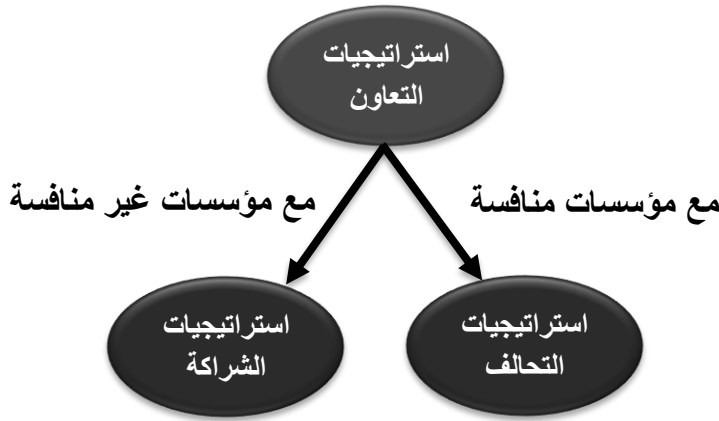 استراتيجيات
التعاون
مع مؤسسات منافسة
مع مؤسسات غير منافسة
استراتيجيات
التحالف
استراتيجيات
الشراكة